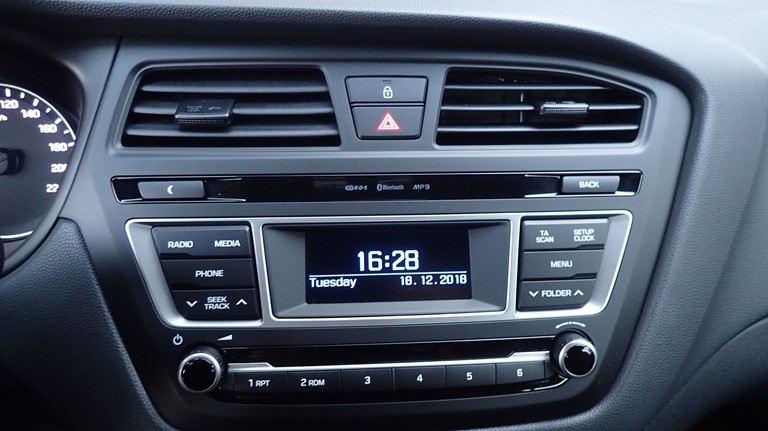 120
140
160
180
200
22
RDS Bluetooth MP3
BACK
RADIO MEDIA
PHONE
SEEK
TRACK
16:28
Tuesday 18.12.2018
TA
SCAN
SETUP
CLOCK
MENU
FOLDER
1 RPT
2 RDM
3
4
5
6